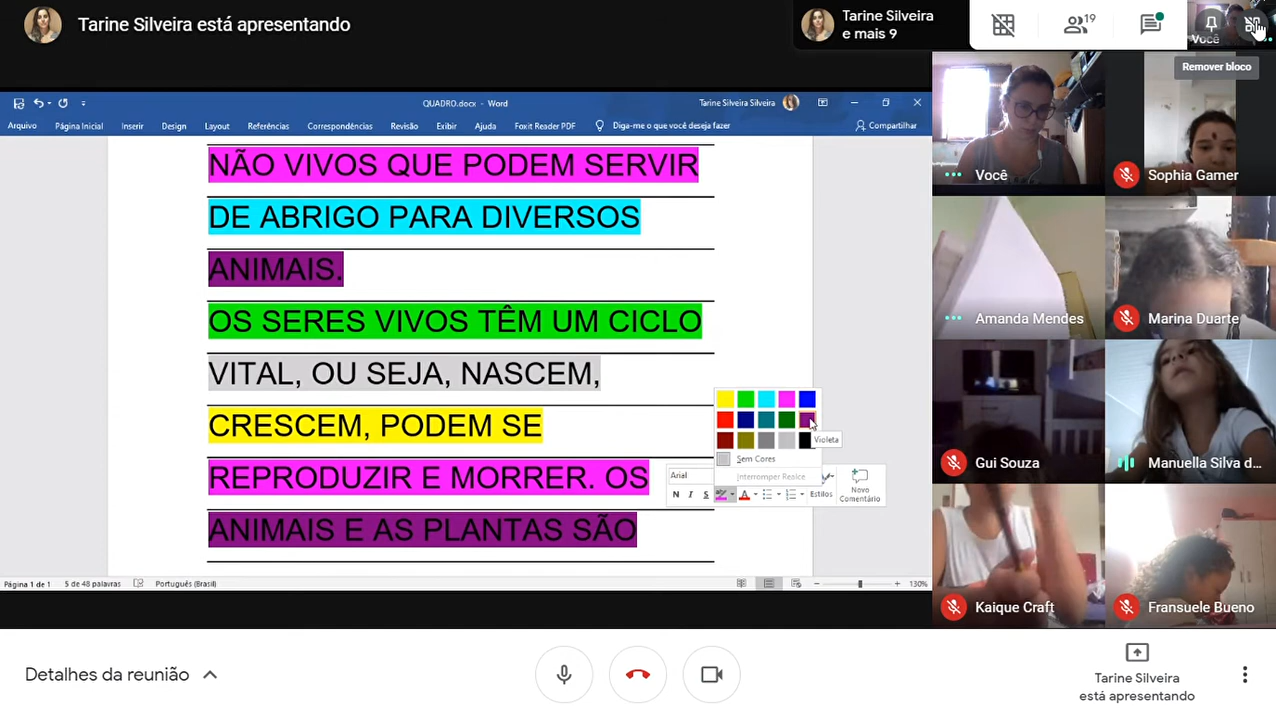 Tarine Silveira está apresentando
Tarine Silveira
e mais 9
19
Você
Remover bloco
QUADRO.docx - Word
Tarine Silveira Silveira
Arquivo Página Inicial Inserir Design Layout Referências Correspondências Revisão Exibir Ajuda Foxit Reader PDF Diga-me o que você deseja fazer
Compartilhar
NÃO VIVOS QUE PODEM SERVIR
DE ABRIGO PARA DIVERSOS
ANIMAIS.
OS SERES VIVOS TÊM UM CICLO
VITAL, OU SEJA, NASCEM,
CRESCEM, PODEM SE
REPRODUZIR E MORRER. OS
ANIMAIS E AS PLANTAS SÃO
Violeta
Sem Cores
Interromper Realce
Arial
N I S
A
Estilos
Novo
Comentário
Página 1 de 1 5 de 48 palavras Português (Brasil)
130%
Você
Sophia Gamer
Amanda Mendes
Marina Duarte
Gui Souza
Manuella Silva d...
Kaique Craft
Fransuele Bueno
Detalhes da reunião
Tarine Silveira
está apresentando